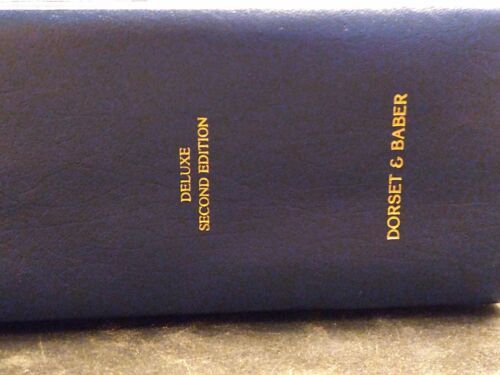 DELUXE
SECOND EDITION
DORSET & BABER